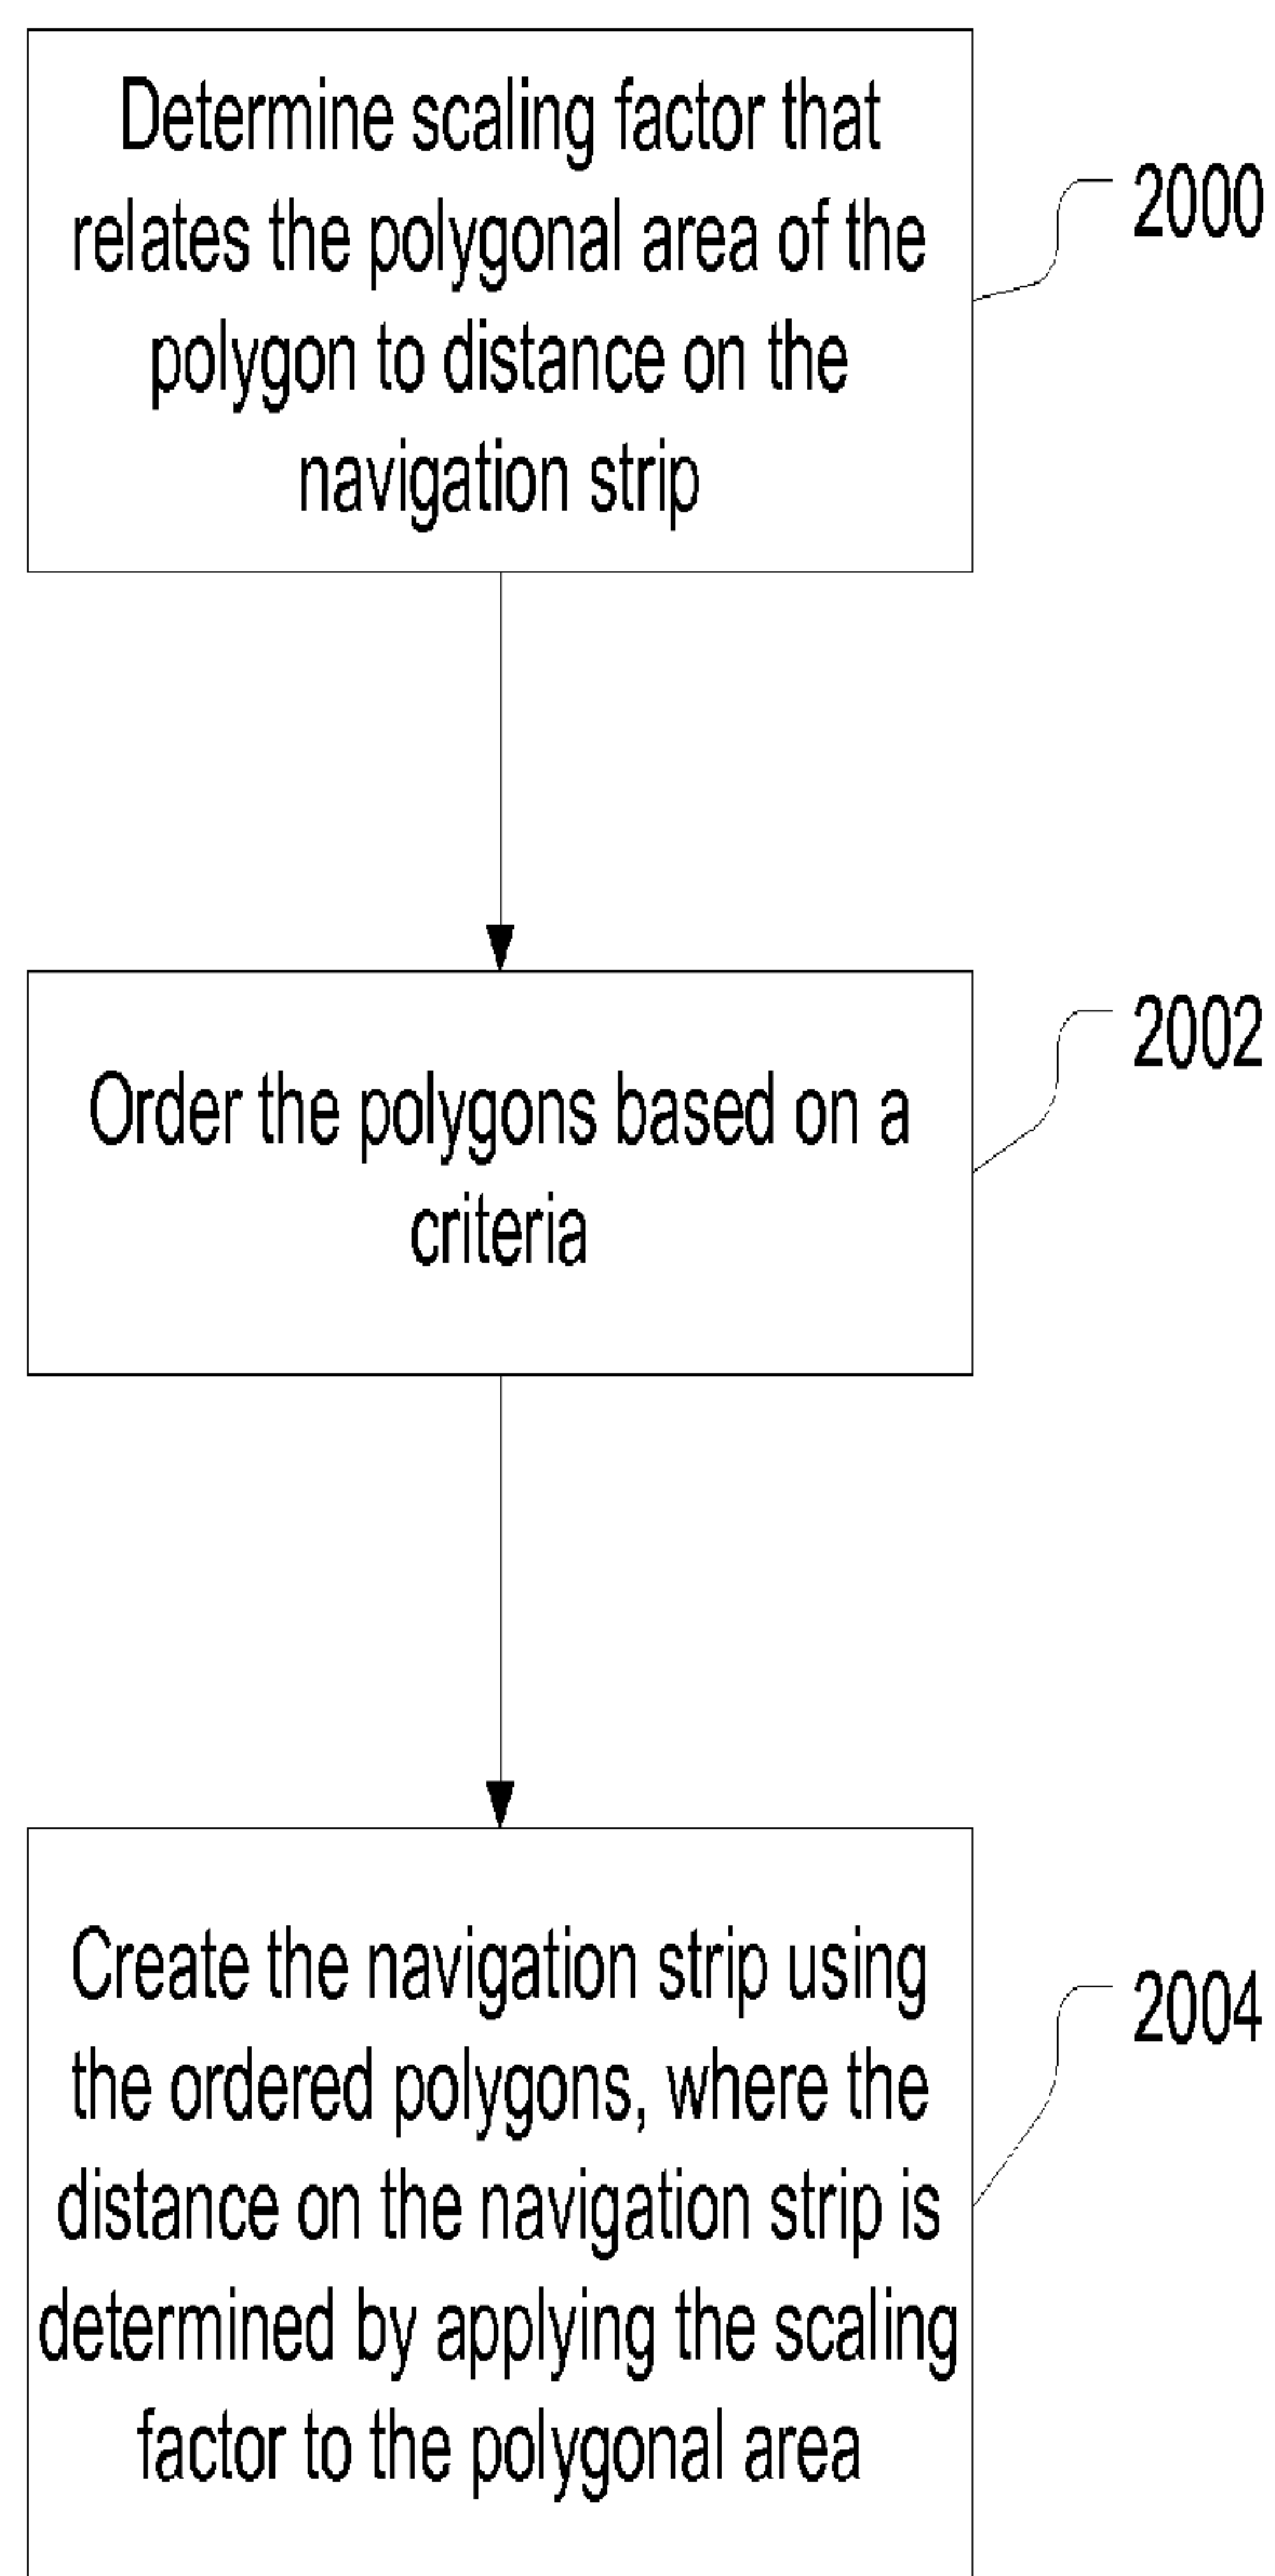 Determine scaling factor that
relates the polygonal area of the
polygon to distance on the
navigation strip
2000
Order the polygons based on a
criteria
2002
Create the navigation strip using
the ordered polygons, where the
distance on the navigation strip is
determined by applying the scaling
factor to the polygonal area
2004